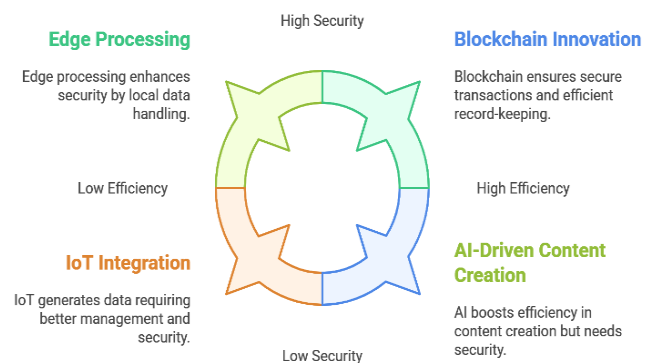 High Security
Edge Processing
Edge processing enhances
security by local data
handling.
Blockchain Innovation
Blockchain ensures secure
transactions and efficient
record-keeping.
Low Efficiency
High Efficiency
IoT Integration
IoT generates data requiring
better management and
security.
AI-Driven Content
Creation
AI boosts efficiency in
content creation but needs
security.
Low Security